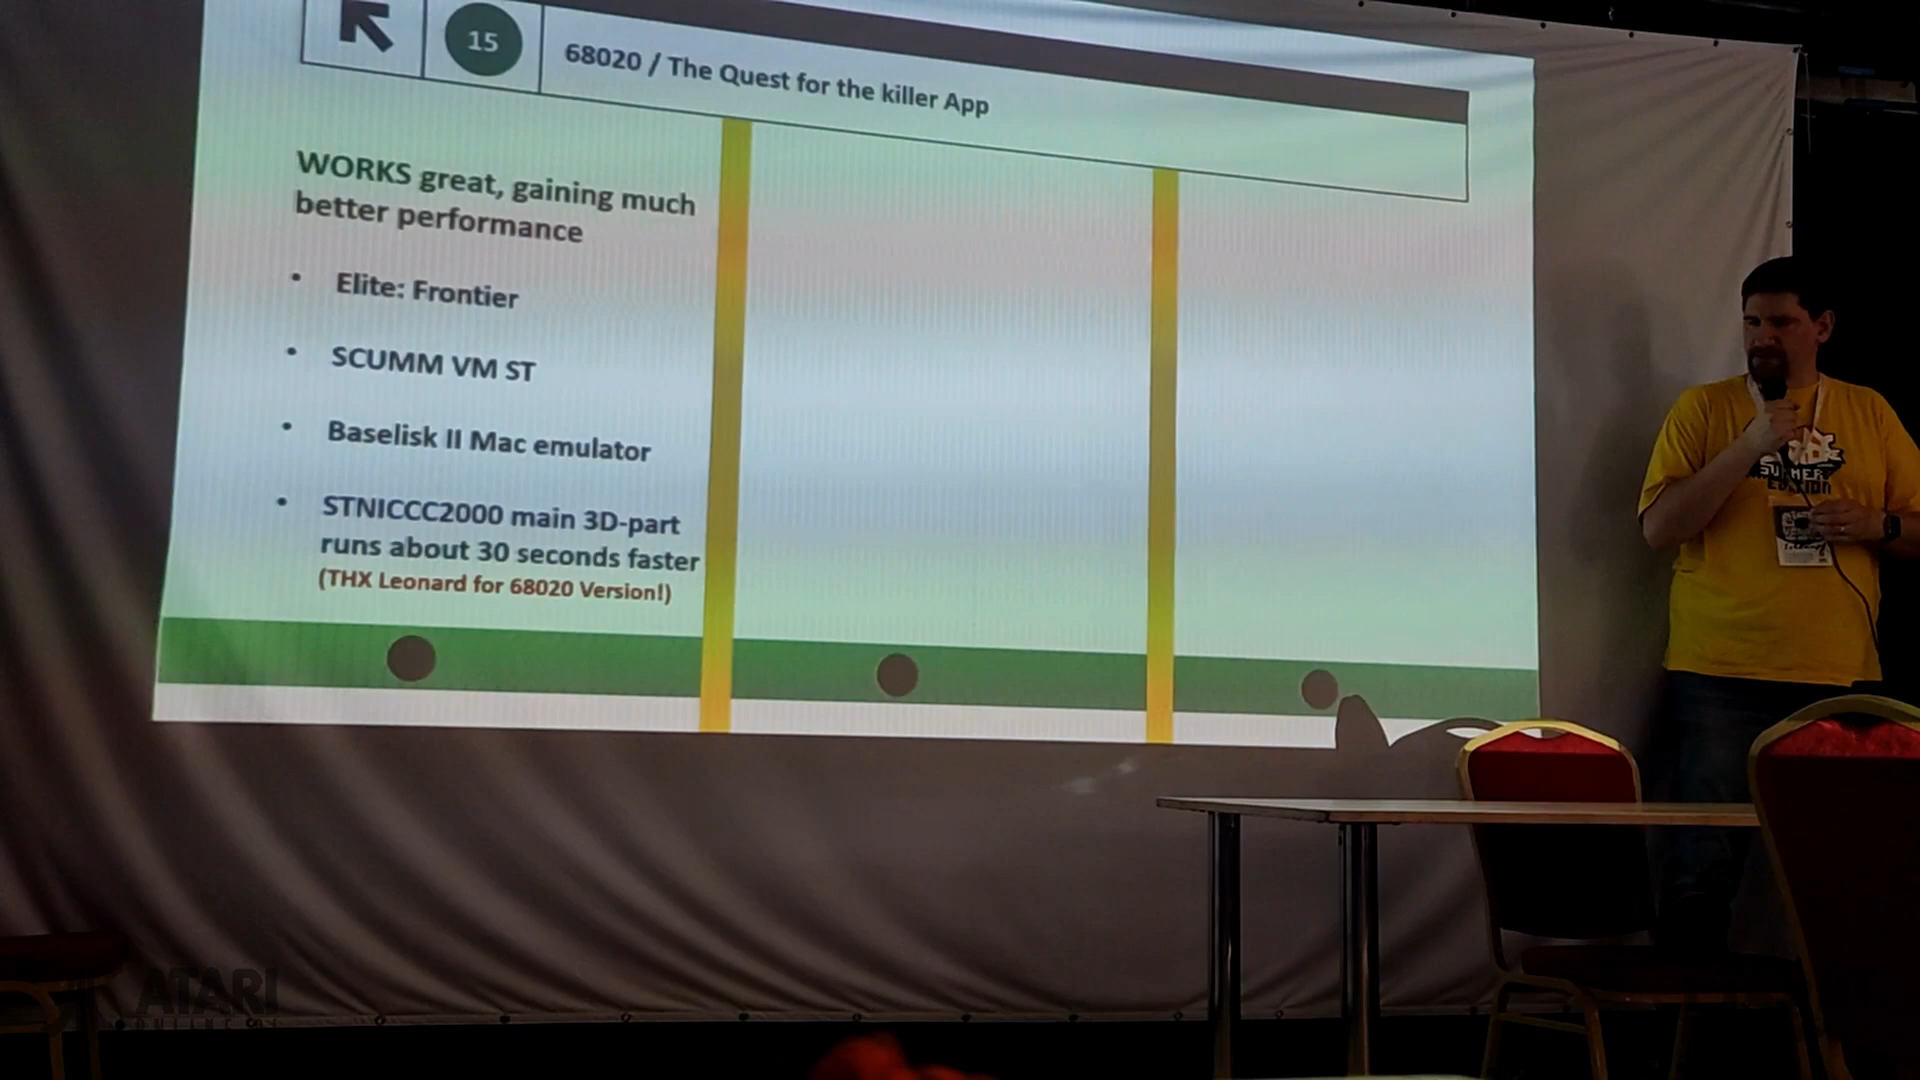 15
68020 / The Quest for the killer App
WORKS great, gaining much
better performance
• Elite: Frontier
• SCUMM VM ST
• Baselisk II Mac emulator
• STNICCC2000 main 3D-part
runs about 30 seconds faster
(THX Leonard for 68020 Version!)
SUMMER
EDITION
ATARI